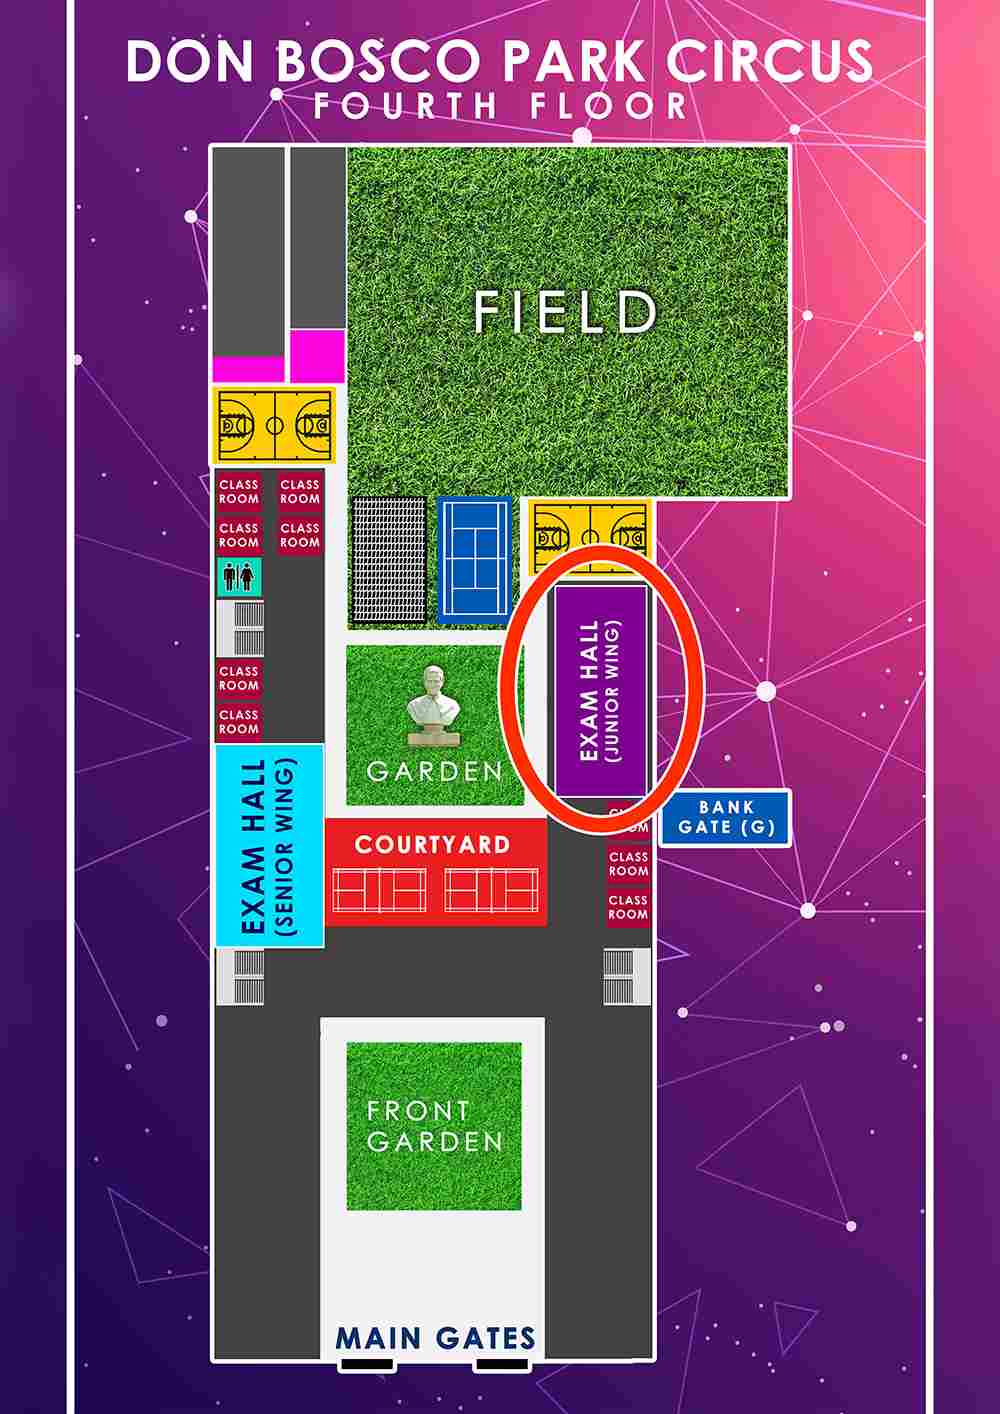 DON BOSCO PARK CIRCUS
FOURTH FLOOR
FIELD
CLASS
ROOM
CLASS
ROOM
CLASS
ROOM
CLASS
ROOM
CLASS
ROOM
CLASS
ROOM
EXAM HALL
(JUNIOR WING)
GARDEN
EXAM HALL
(SENIOR WING)
COURTYARD
BANK
GATE (G)
CLASS
ROOM
CLASS
ROOM
FRONT
GARDEN
MAIN GATES